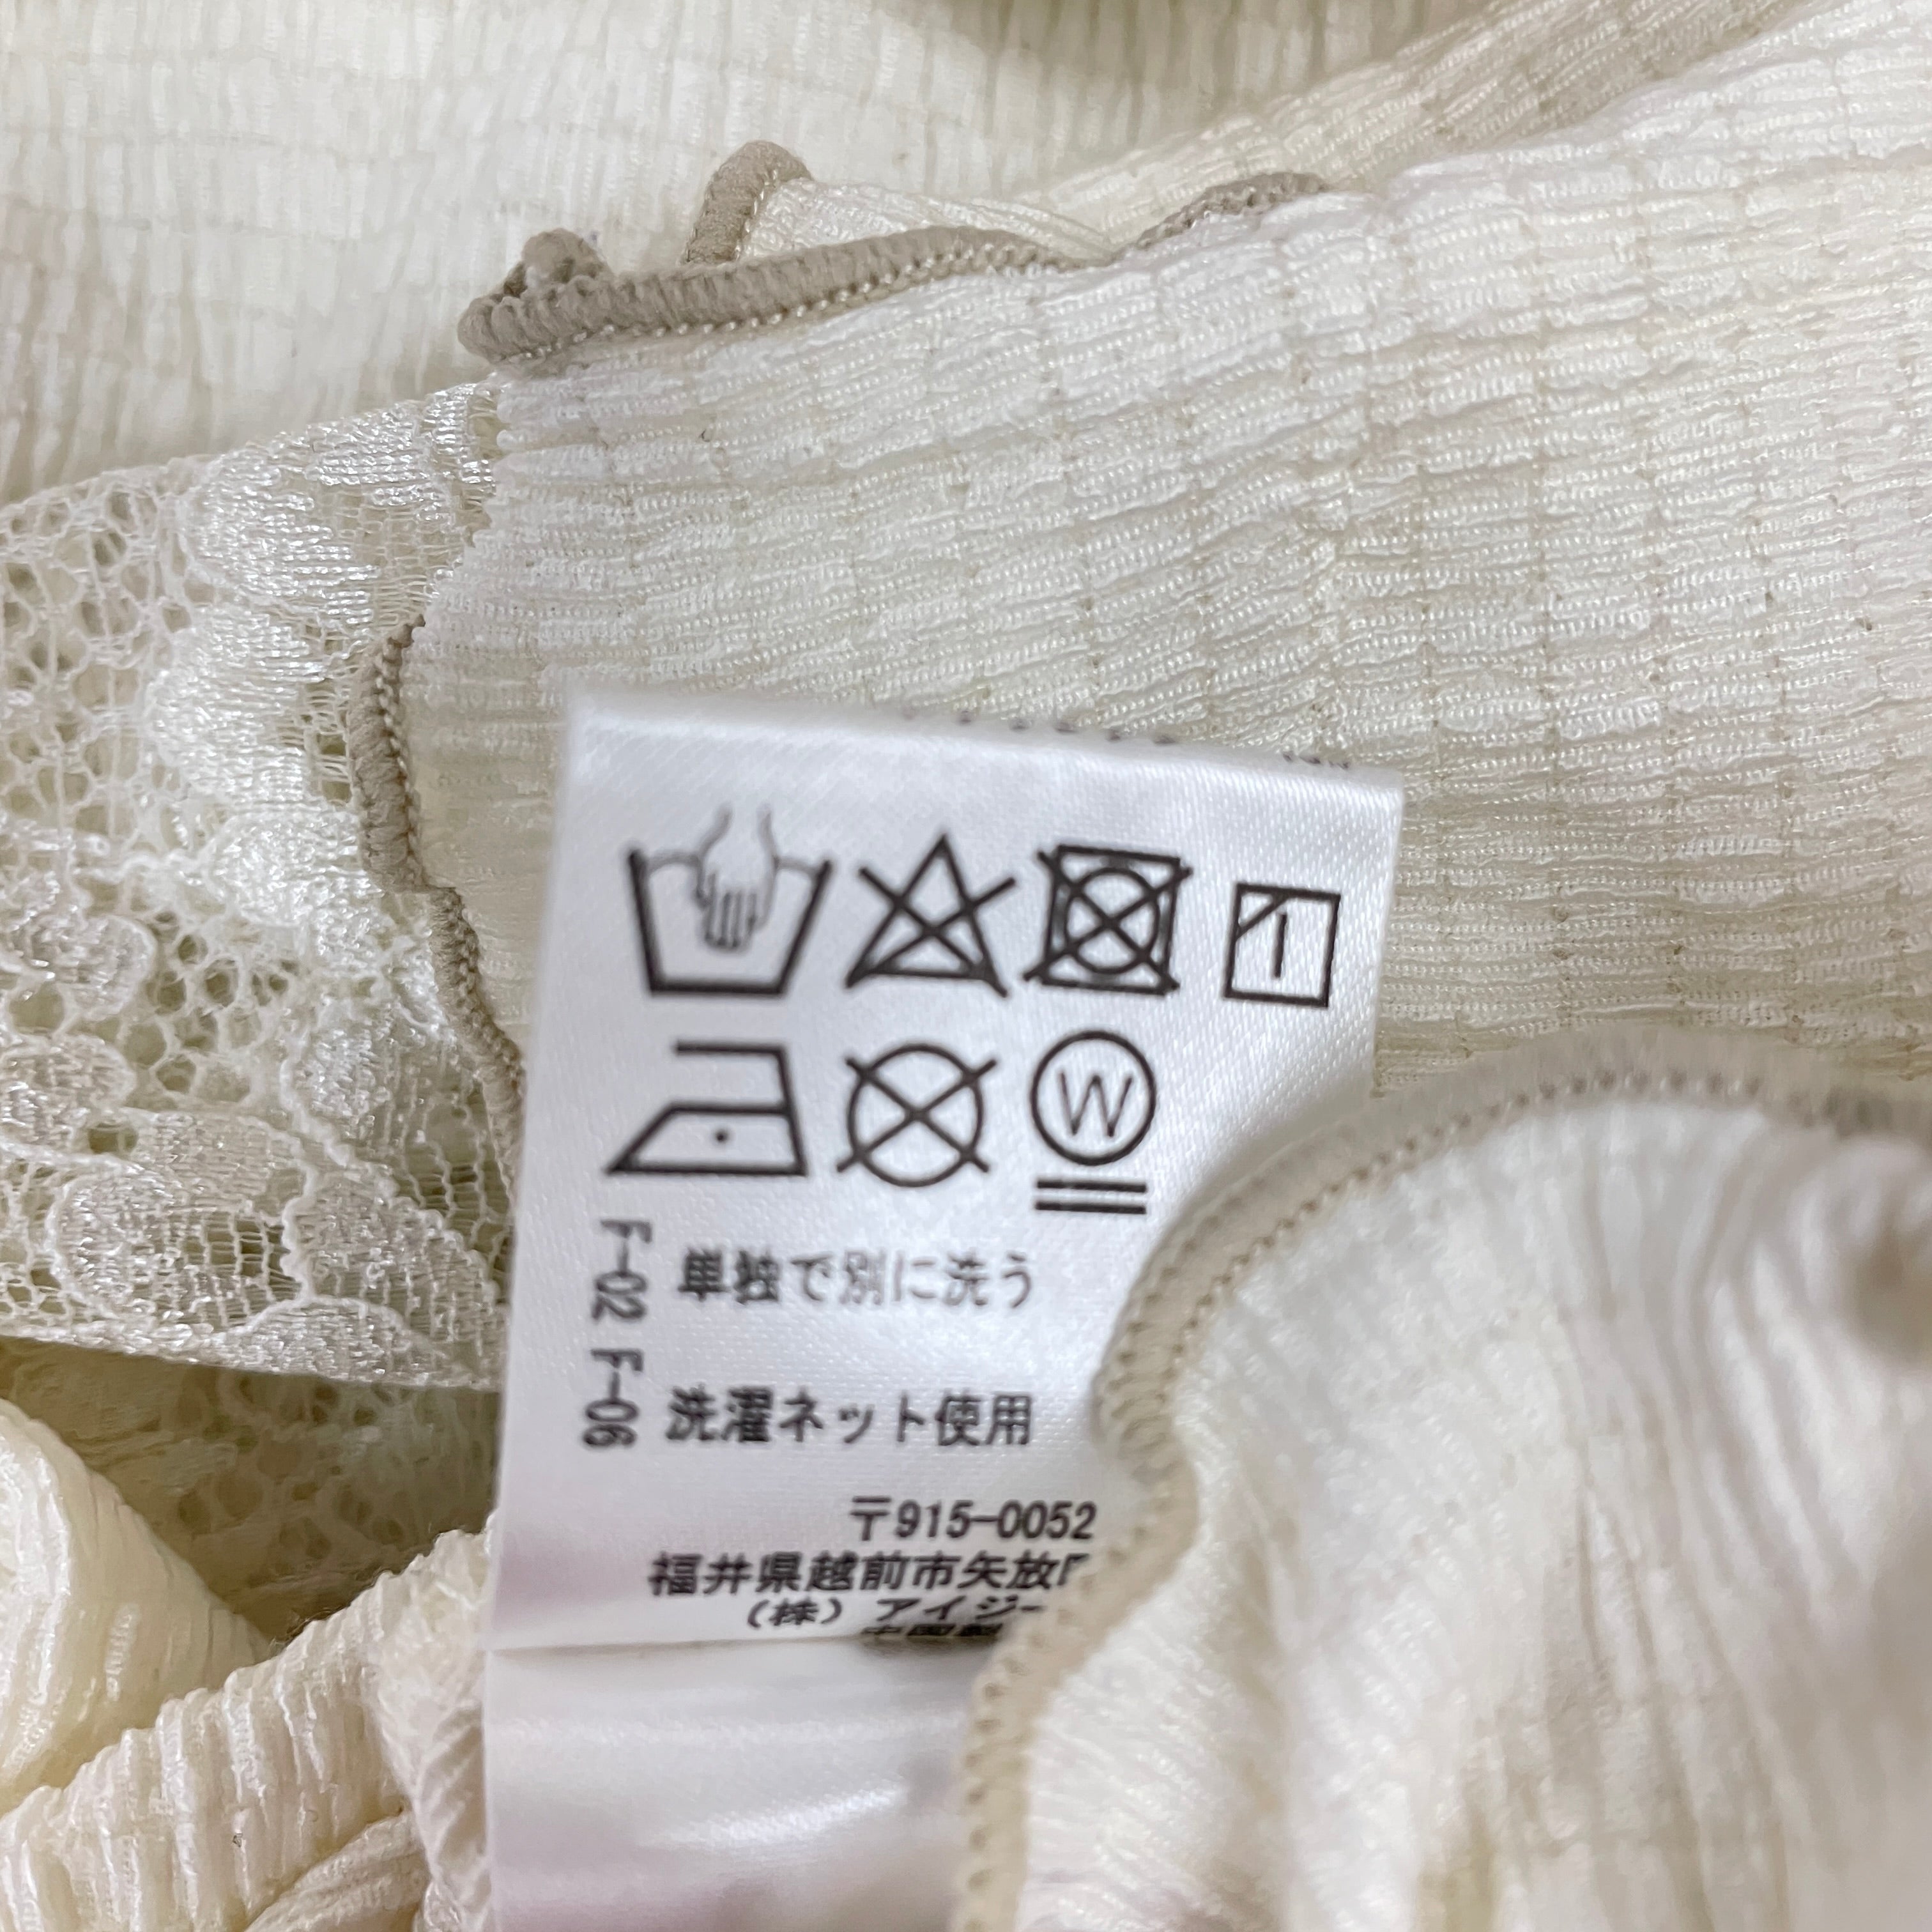 W
F-02 F-06
単独で別に洗う
洗濯ネット使用
〒915-0052
福井県越前市矢放
(株) アイジー